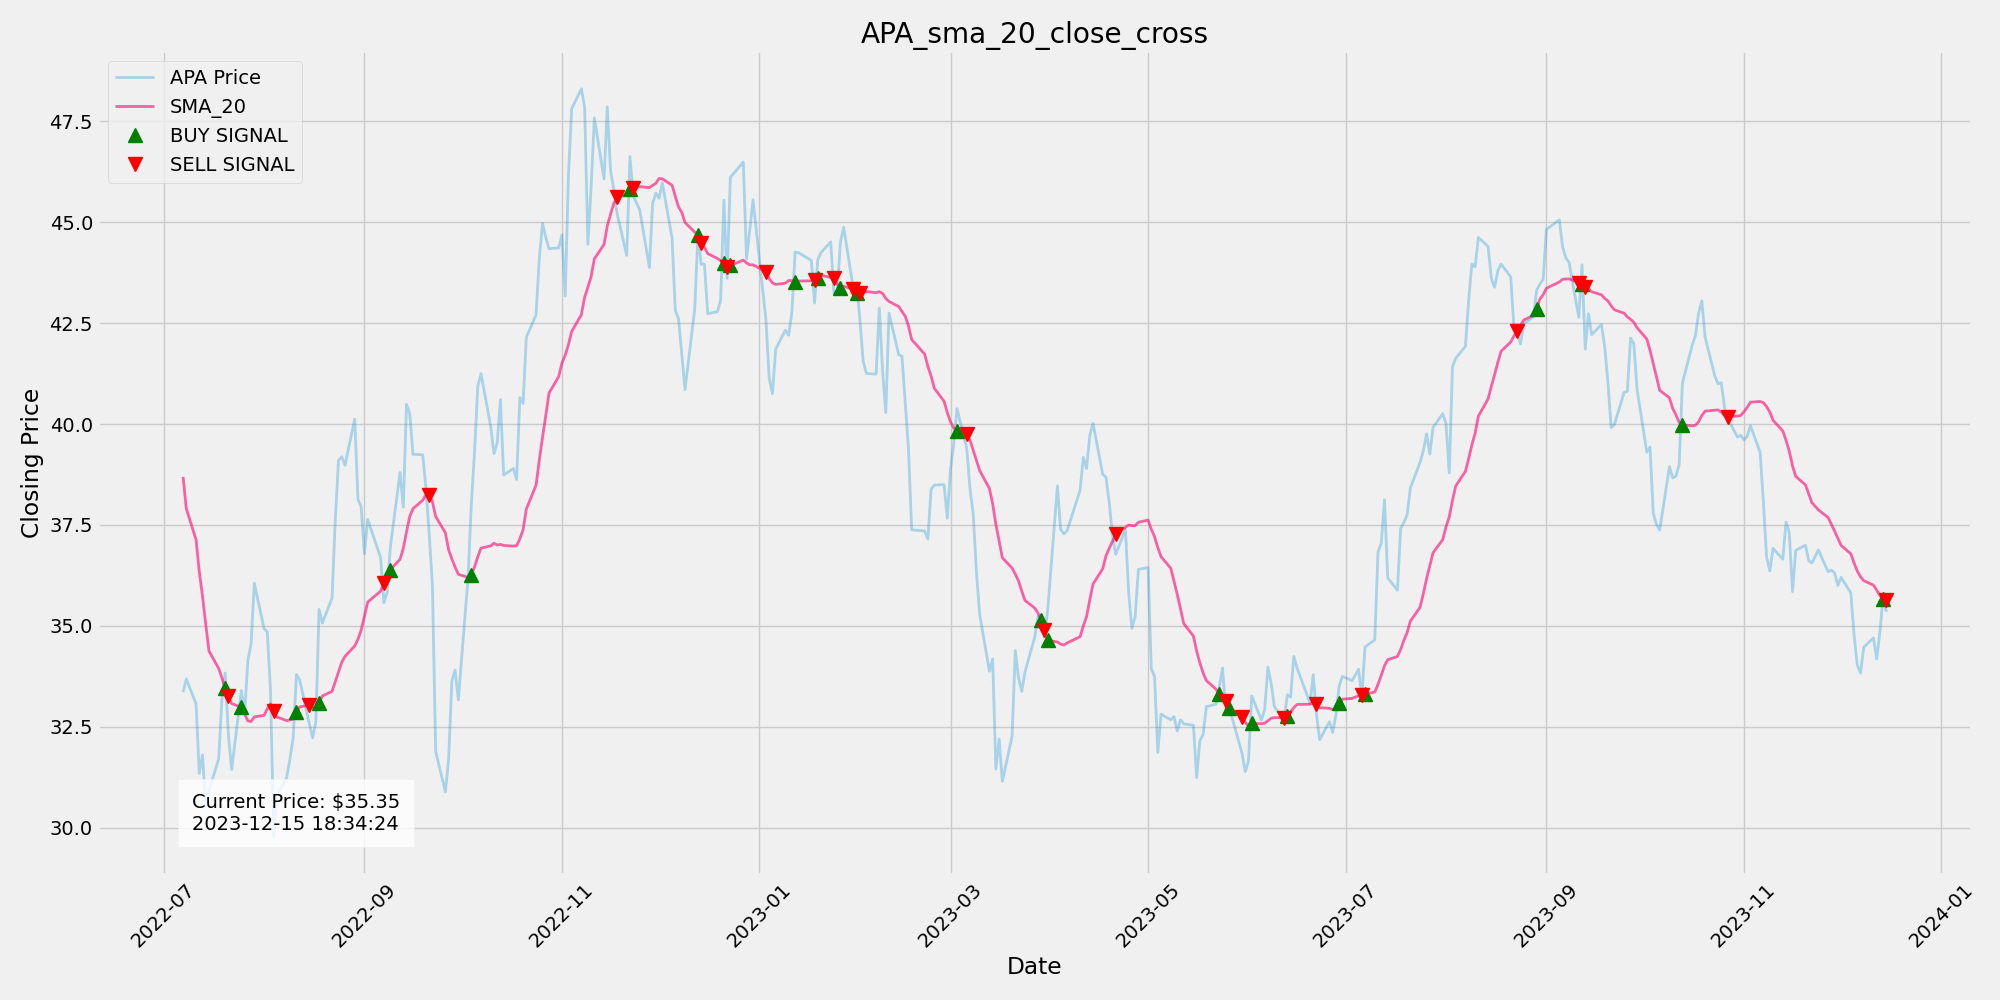 APA_sma_20_close_cross
APA Price
SMA_20
BUY SIGNAL
SELL SIGNAL
47.5
45.0
42.5
40.0
37.5
35.0
32.5
30.0
Closing Price
Current Price: $35.35
2023-12-15 18:34:24
2022-07
2022-09
2022-11
2023-01
2023-03
2023-05
2023-07
2023-09
2023-11
2024-01
Date